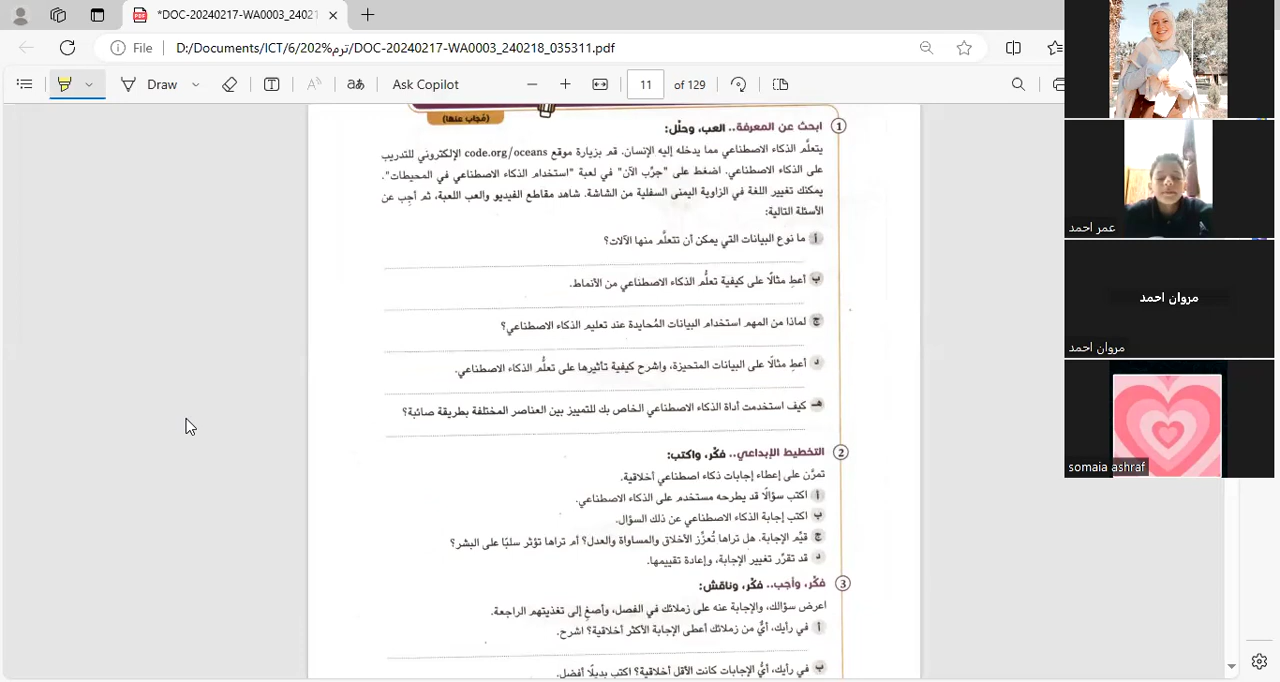 *DOC-20240217-WA0003_24021
File
D:/Documents/ICT/6/202%ترم/DOC-20240217-WA0003_240218_035311.pdf
Draw
aあ
Ask Copilot
11 of 129
(مُجاب عنها)
1 ابحث عن المعرفة.. العب، وحلِّل:
يتعلَّم الذكاء الاصطناعي مما يدخله إليه الإنسان. قم بزيارة موقع code.org/oceans الإلكتروني للتدريب
على الذكاء الاصطناعي. اضغط على "جرِّب الآن" في لعبة "استخدام الذكاء الاصطناعي في المحيطات".
يمكنك تغيير اللغة في الزاوية اليمنى السفلية من الشاشة. شاهد مقاطع الفيديو والعب اللعبة، ثم أجِب عن
الأسئلة التالية:
أ ما نوع البيانات التي يمكن أن تتعلَّم منها الآلات؟
ب أعطِ مثالًا على كيفية تعلُّم الذكاء الاصطناعي من الأنماط.
ج لماذا من المهم استخدام البيانات المُحايدة عند تعليم الذكاء الاصطناعي؟
د أعطِ مثالًا على البيانات المتحيزة، واشرح كيفية تأثيرها على تعلُّم الذكاء الاصطناعي.
هـ كيف استخدمت أداة الذكاء الاصطناعي الخاص بك للتمييز بين العناصر المختلفة بطريقة صائبة؟
2 التخطيط الإبداعي.. فكِّر، واكتب:
تمرَّن على إعطاء إجابات ذكاء اصطناعي أخلاقية.
أ اكتب سؤالًا قد يطرحه مستخدم على الذكاء الاصطناعي.
ب اكتب إجابة الذكاء الاصطناعي عن ذلك السؤال.
ج قيِّم الإجابة. هل تراها تُعزِّز الأخلاق والمساواة والعدل؟ أم تراها تؤثر سلبًا على البشر؟
د قد تقرِّر تغيير الإجابة، وإعادة تقييمها.
3 فكِّر، وأجب.. فكِّر، وناقش:
اعرض سؤالك، والإجابة عنه على زملائك في الفصل، وأصغِ إلى تغذيتهم الراجعة.
أ في رأيك، أيٌّ من زملائك أعطى الإجابة الأكثر أخلاقية؟ اشرح.
ب في رأيك، أيُّ الإجابات كانت الأقل أخلاقية؟ اكتب بديلًا أفضل.
عمر احمد
مروان احمد
مروان احمد
somaia ashraf